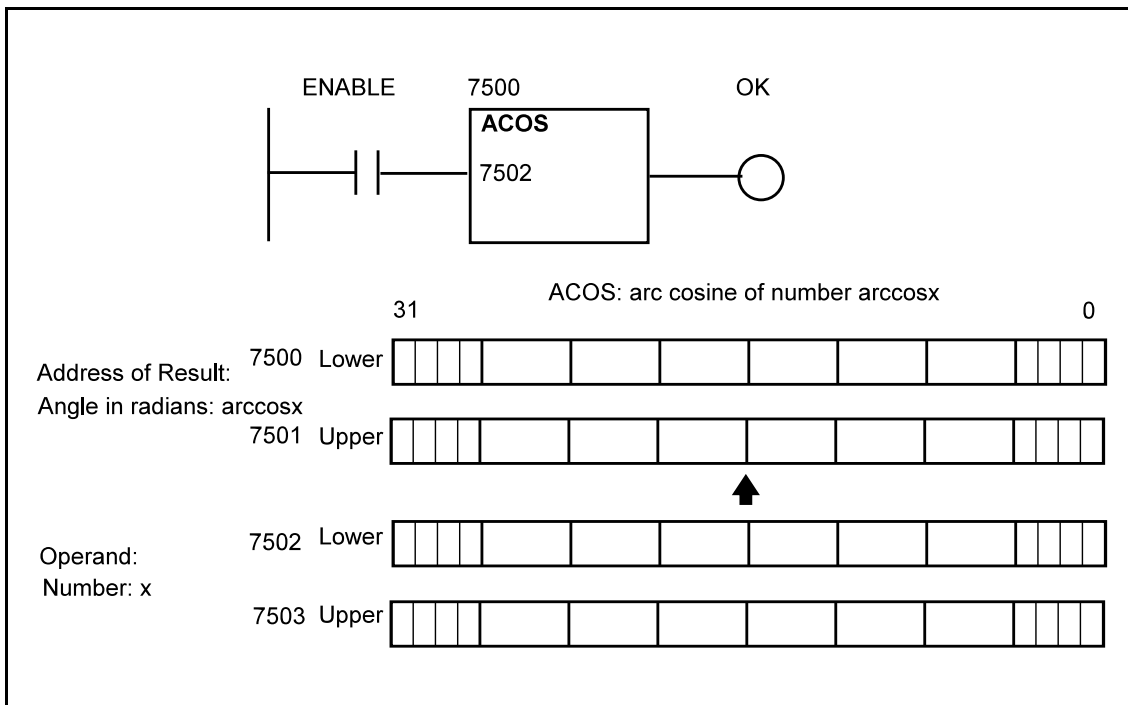 ENABLE 7500 OK
ACOS
7502
ACOS: arc cosine of number arccosx
31 0
7500 Lower
Address of Result:
Angle in radians: arccosx
7501 Upper
7502 Lower
Operand:
Number: x
7503 Upper